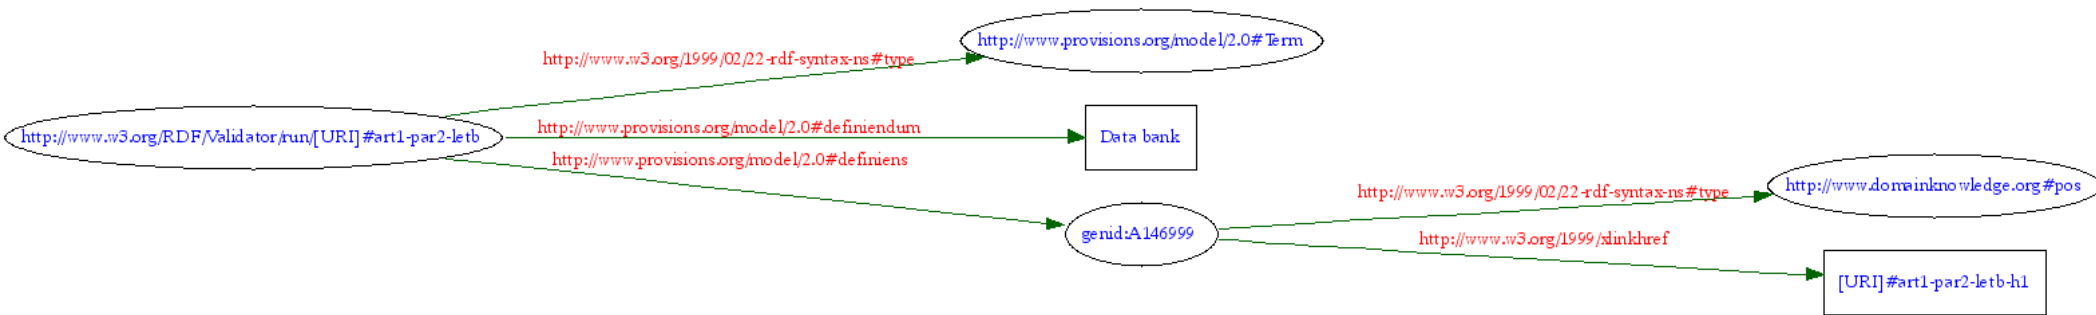 http://www.provisions.org/model/2.0#Term
http://www.w3.org/1999/02/22-rdf-syntax-ns#type
http://www.w3.org/RDF/Validator/run/[URI]#art1-par2-letb
http://www.provisions.org/model/2.0#definiendum
Data bank
http://www.provisions.org/model/2.0#definiens
http://www.w3.org/1999/02/22-rdf-syntax-ns#type
http://www.domainknowledge.org#pos
genid:A146999
http://www.w3.org/1999/xlinkhref
[URI]#art1-par2-letb-h1